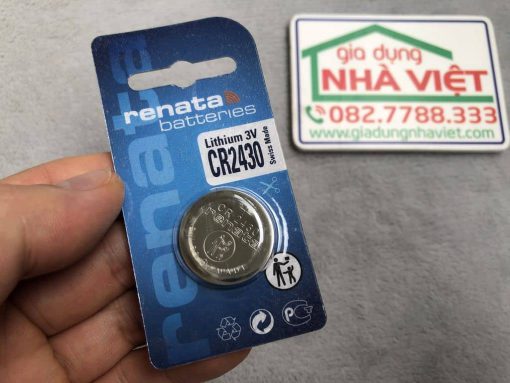 renata
batteries
Lithium 3V
CR2430
Swiss Made
renata
gia dụng
NHÀ VIỆT
082.7788.333
www.giadungnhaviet.com